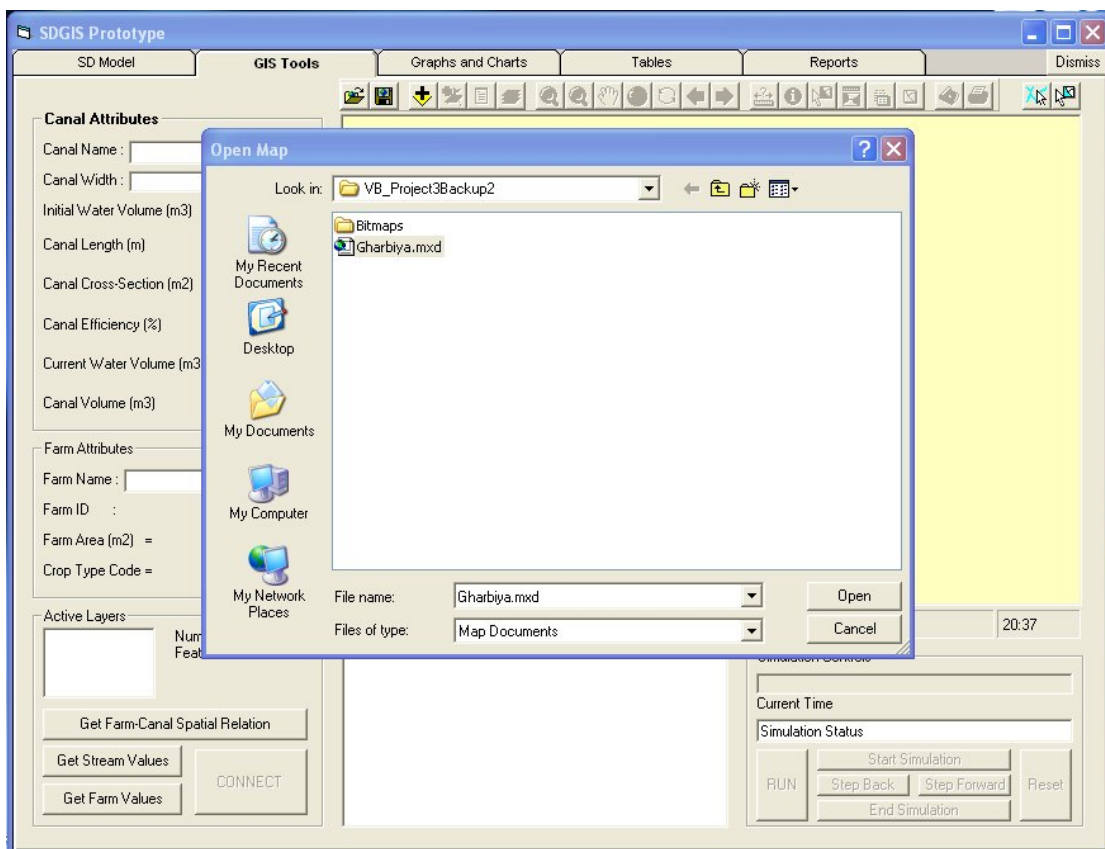 SDGIS Prototype
SD Model
GIS Tools
Graphs and Charts
Tables
Reports
Dismiss
Canal Attributes
Canal Name :
Canal Width :
Initial Water Volume (m3)
Canal Length (m)
Canal Cross-Section (m2)
Canal Efficiency (%)
Current Water Volume (m3
Canal Volume (m3)
Farm Attributes
Farm Name :
Farm ID :
Farm Area (m2) =
Crop Type Code =
Active Layers
Get Farm-Canal Spatial Relation
Get Stream Values
Get Farm Values
CONNECT
Open Map
Look in:
VB_Project3Backup2
My Recent
Documents
Desktop
My Documents
My Computer
My Network
Places
Bitmaps
Gharbiya.mxd
File name:
Gharbiya.mxd
Open
Files of type:
Map Documents
Cancel
20:37
Simulation Controls
Current Time
Simulation Status
RUN
Start Simulation
Step Back
Step Forward
End Simulation
Reset